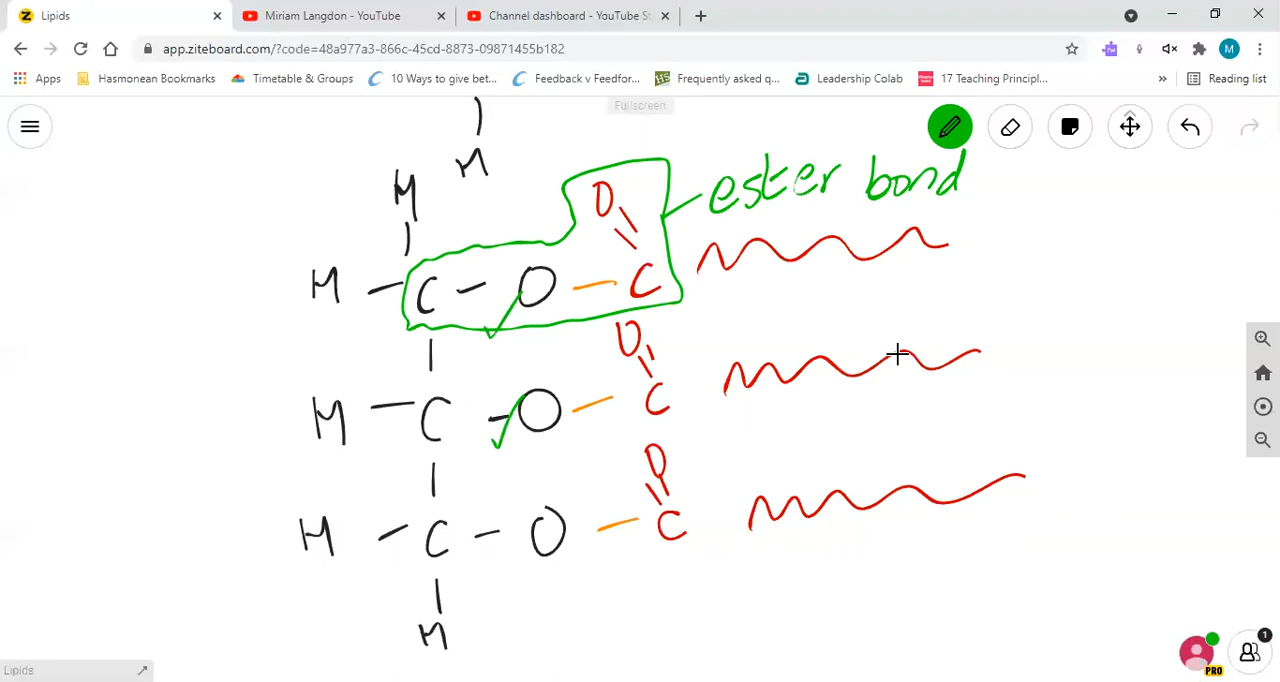 Lipids
Miriam Langdon - YouTube
Channel dashboard - YouTube St
app.ziteboard.com/?code=48a977a3-866c-45cd-8873-09871455b182
M
Apps
Hasmonean Bookmarks
Timetable & Groups
10 Ways to give bet...
Feedback v Feedfor...
Frequently asked q...
Leadership Colab
17 Teaching Principl...
»
Reading list
Fullscreen
H
H
O
ester bond
H - C - O - C
O
H - C - O - C
O
H - C - O - C
H
Lipids
1
PRO